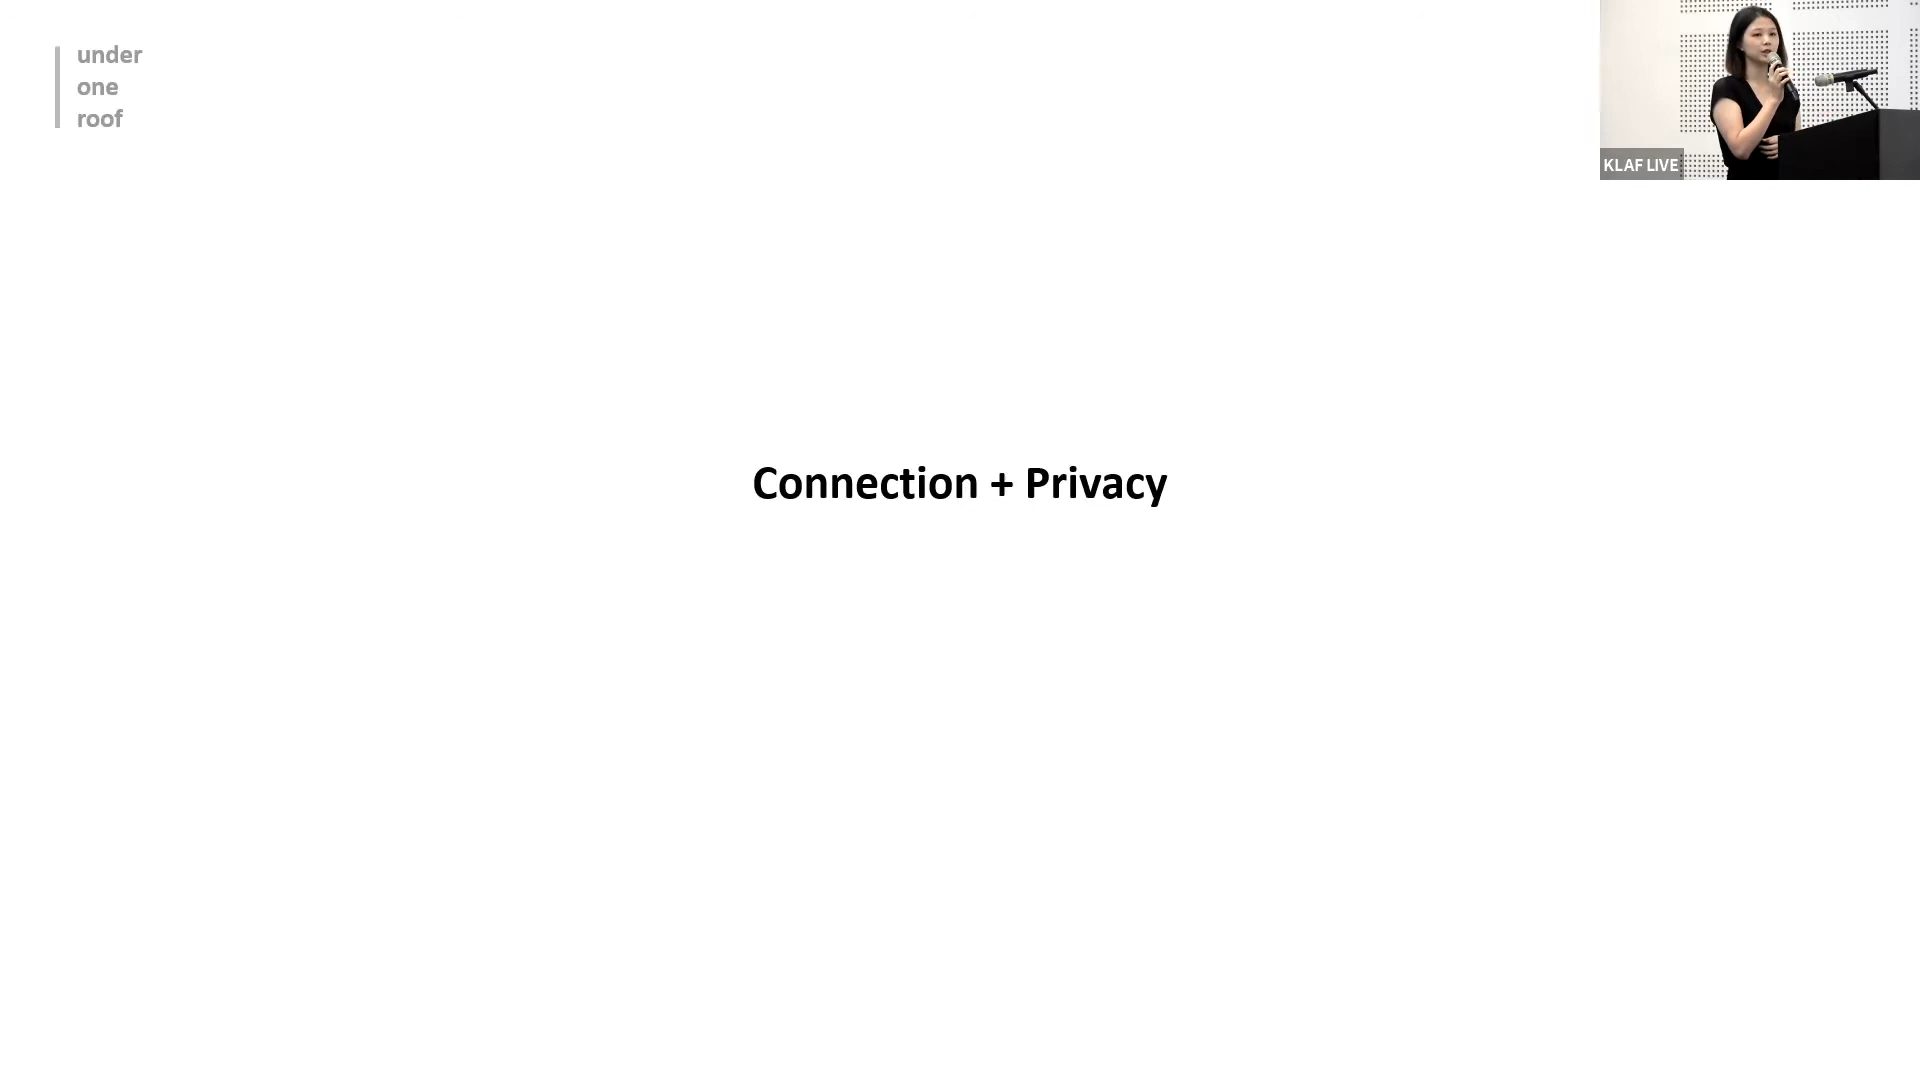 under
one
roof
KLAF LIVE
Connection + Privacy